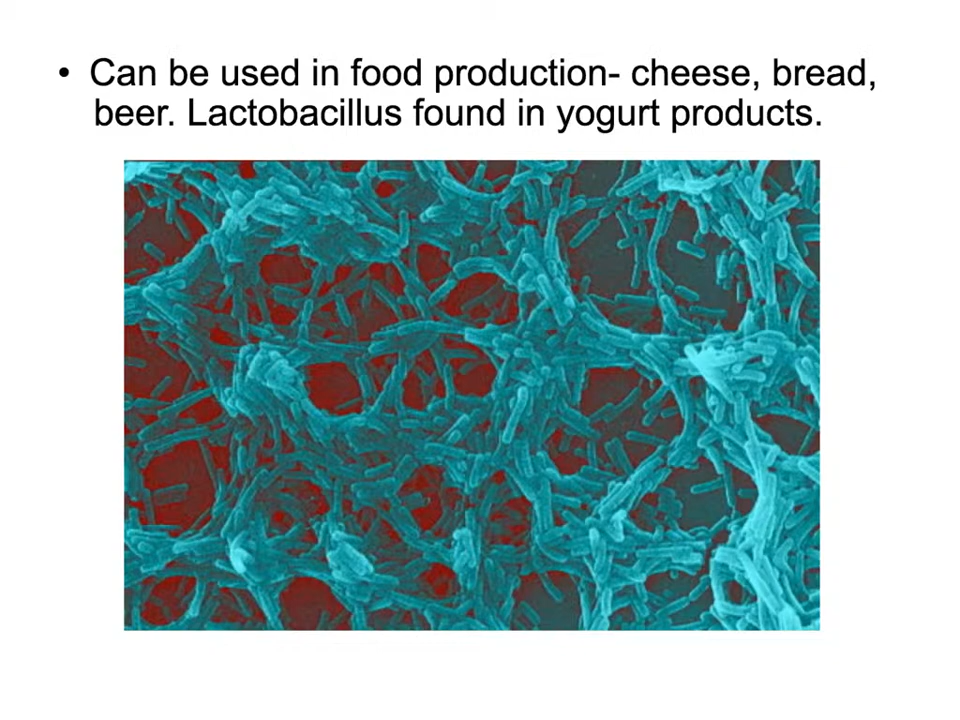 • Can be used in food production- cheese, bread,
beer. Lactobacillus found in yogurt products.